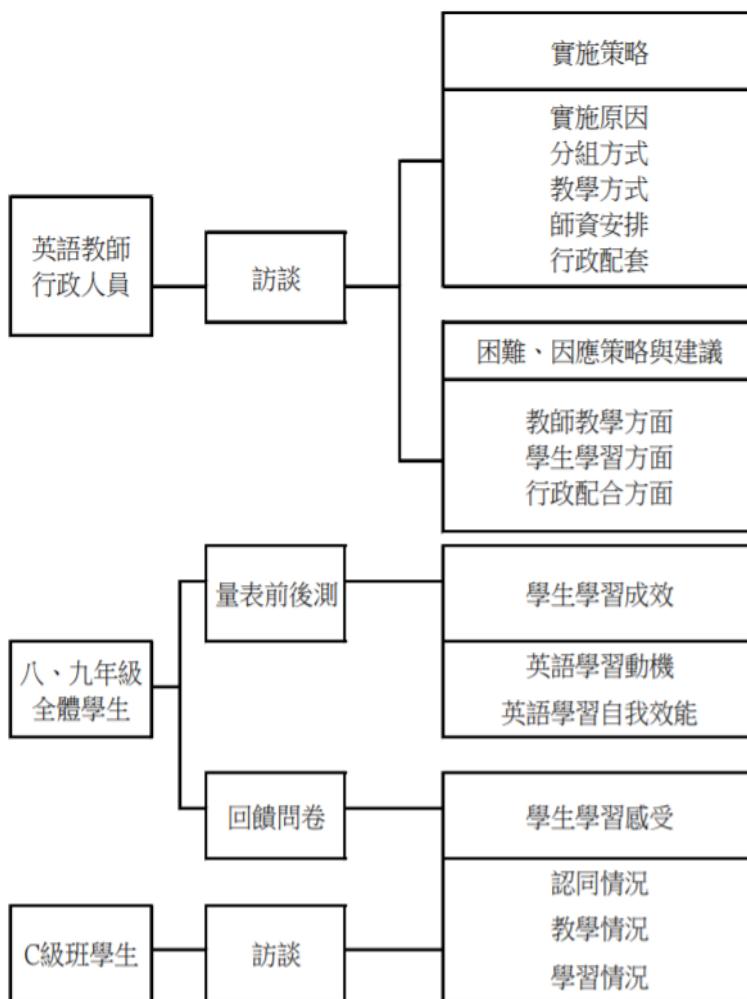 英語教師
行政人員
訪談
實施策略
實施原因
分組方式
教學方式
師資安排
行政配套
困難、因應策略與建議
教師教學方面
學生學習方面
行政配合方面
八、九年級
全體學生
量表前後測
學生學習成效
英語學習動機
英語學習自我效能
回饋問卷
學生學習感受
認同情況
教學情況
學習情況
C級班學生
訪談